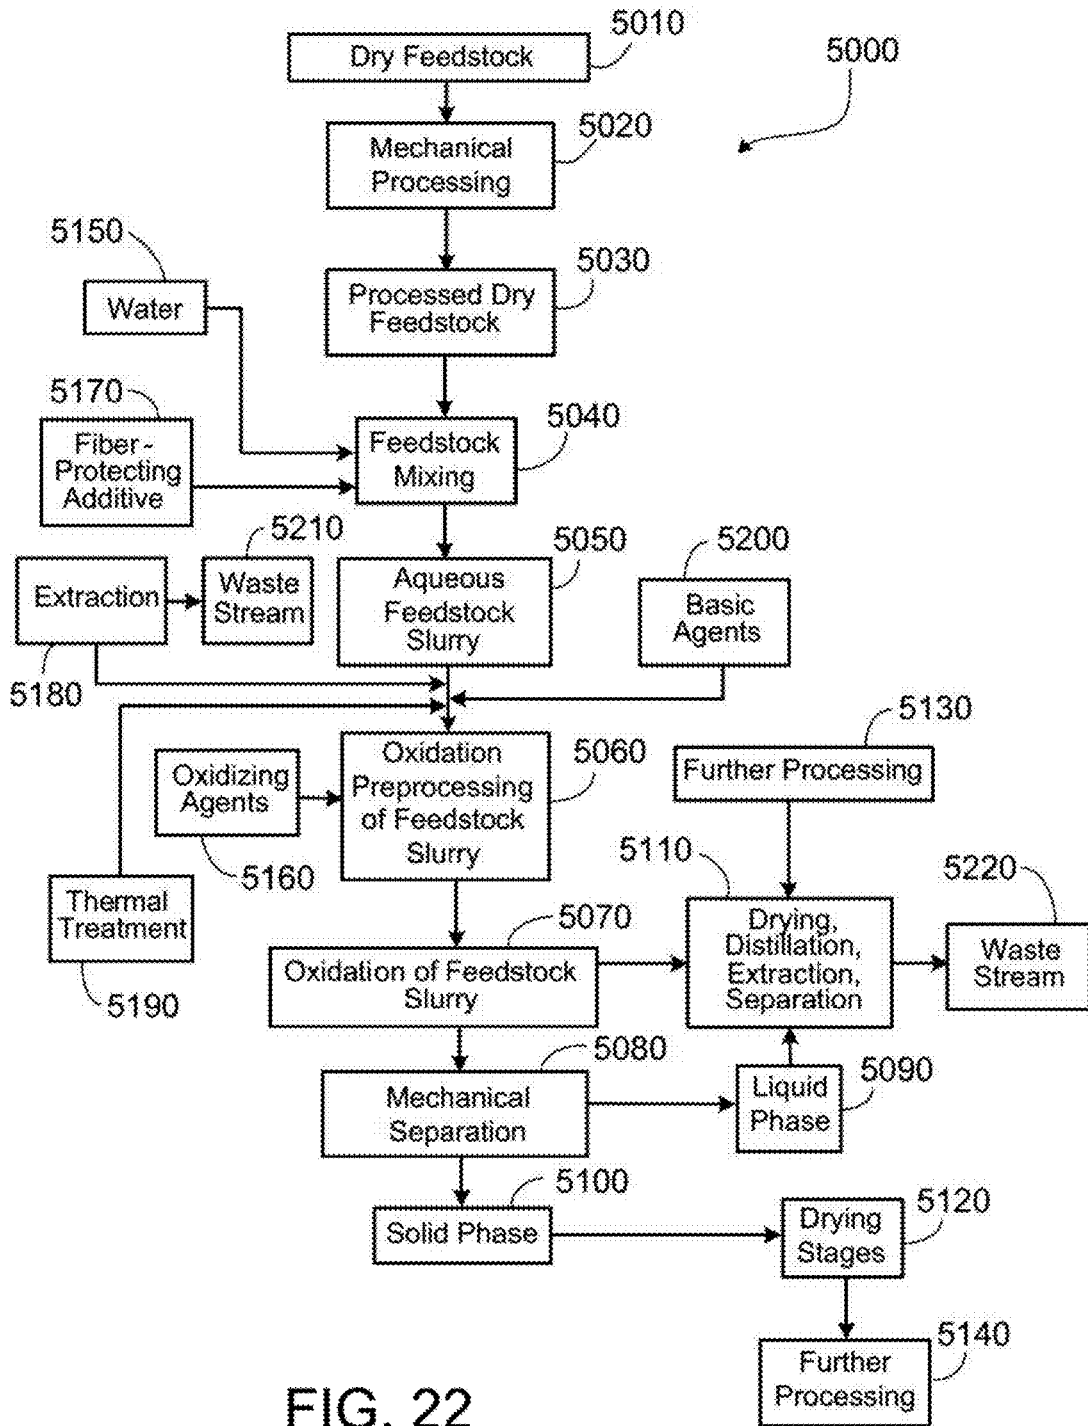 5010
Dry Feedstock
5000
5020
Mechanical
Processing
5150
5030
Water
Processed Dry
Feedstock
5170
5040
Fiber-
Protecting
Additive
Feedstock
Mixing
5210
5050
5200
Extraction
Waste
Stream
Aqueous
Feedstock
Slurry
Basic
Agents
5180
5130
Oxidizing
Agents
Oxidation
Preprocessing
of Feedstock
Slurry
5060
Further Processing
5160
5110
5220
Thermal
Treatment
5190
5070
Oxidation of Feedstock
Slurry
Drying,
Distillation,
Extraction,
Separation
Waste
Stream
5080
5090
Mechanical
Separation
Liquid
Phase
5100
5120
Solid Phase
Drying
Stages
5140
Further
Processing
FIG. 22